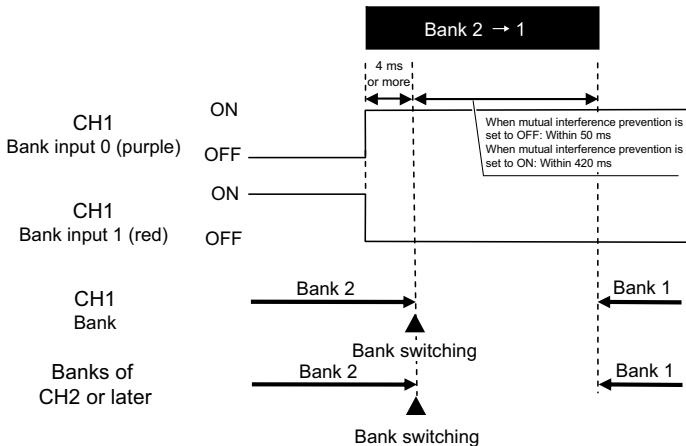 Bank 2 → 1
4 ms
or more
CH1
Bank input 0 (purple)
ON
OFF
When mutual interference prevention is
set to OFF: Within 50 ms
When mutual interference prevention is
set to ON: Within 420 ms
CH1
Bank input 1 (red)
ON
OFF
CH1
Bank
Bank 2
Bank 1
Bank switching
Banks of
CH2 or later
Bank 2
Bank 1
Bank switching